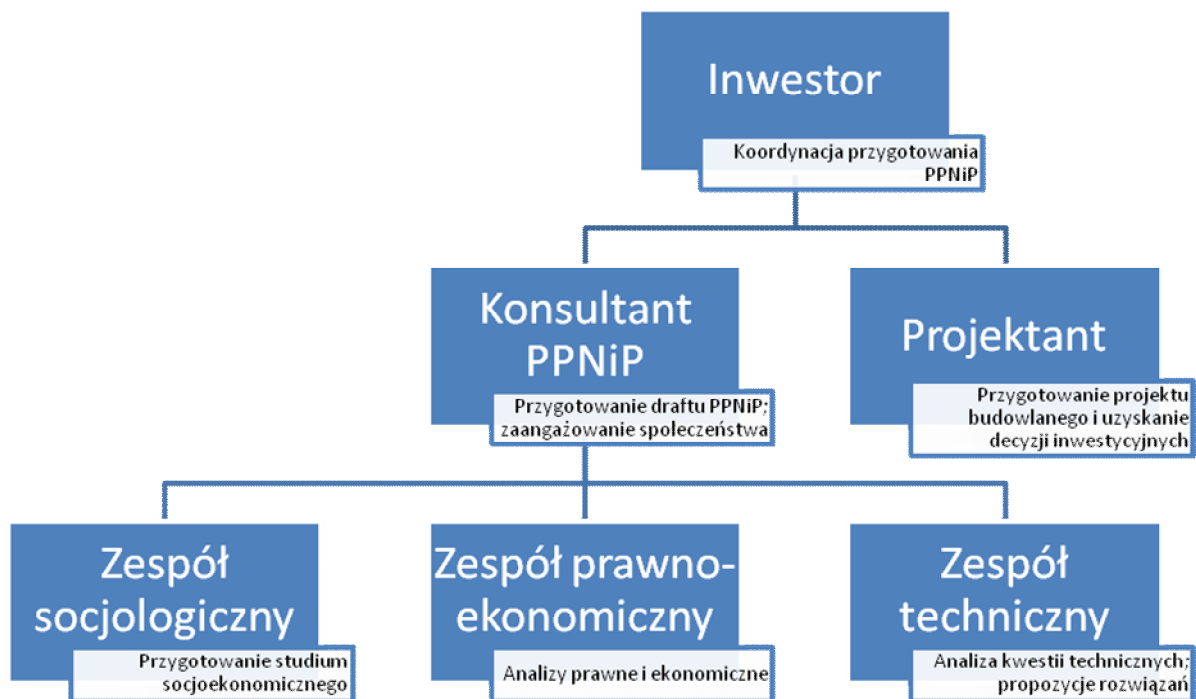 Inwestor
Koordynacja przygotowania
PPNiP
Konsultant
PPNiP
Przygotowanie draftu PPNiP;
zaangażowanie społeczeństwa
Projektant
Przygotowanie projektu
budowlanego i uzyskanie
decyzji inwestycyjnych
Zespół
socjologiczny
Przygotowanie studium
socjoekonomicznego
Zespół prawno-
ekonomiczny
Analizy prawne i ekonomiczne
Zespół
techniczny
Analiza kwestii technicznych;
propozycje rozwiązań